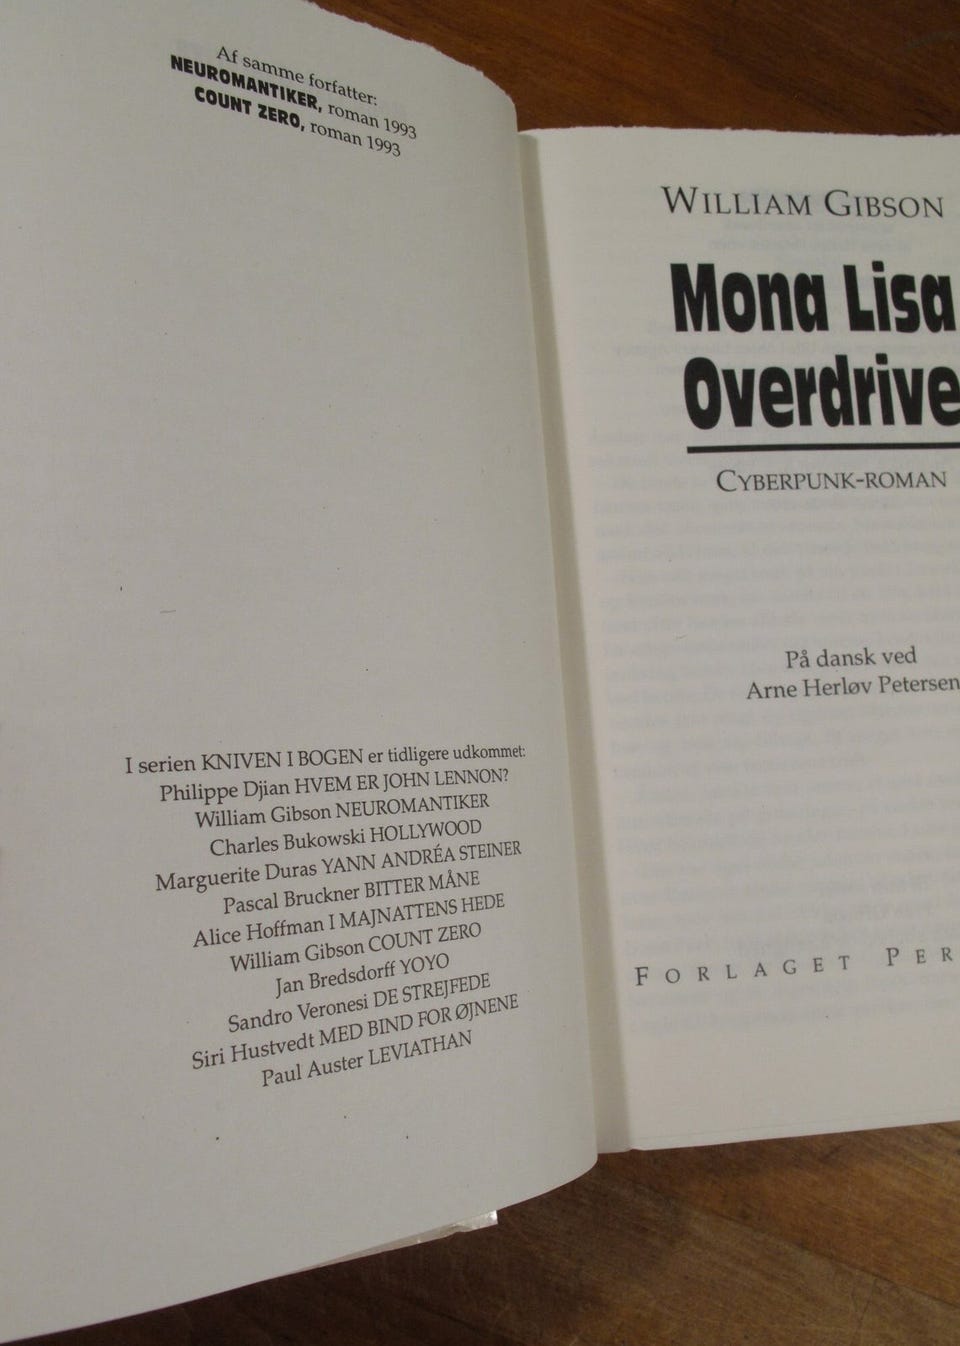 Af samme forfatter:
NEUROMANTIKER, roman 1993
COUNT ZERO, roman 1993
I serien KNIVEN I BOGEN er tidligere udkommet:
Philippe Djian HVEM ER JOHN LENNON?
William Gibson NEUROMANTIKER
Charles Bukowski HOLLYWOOD
Marguerite Duras YANN ANDRÉA STEINER
Pascal Bruckner BITTER MÅNE
Alice Hoffman I MAJNATTENS HEDE
William Gibson COUNT ZERO
Jan Bredsdorff YOYO
Sandro Veronesi DE STREJFEDE
Siri Hustvedt MED BIND FOR ØJNENE
Paul Auster LEVIATHAN
WILLIAM GIBSON
Mona Lisa
Overdrive
CYBERPUNK-ROMAN
På dansk ved
Arne Herløv Petersen
FORLAGET PER